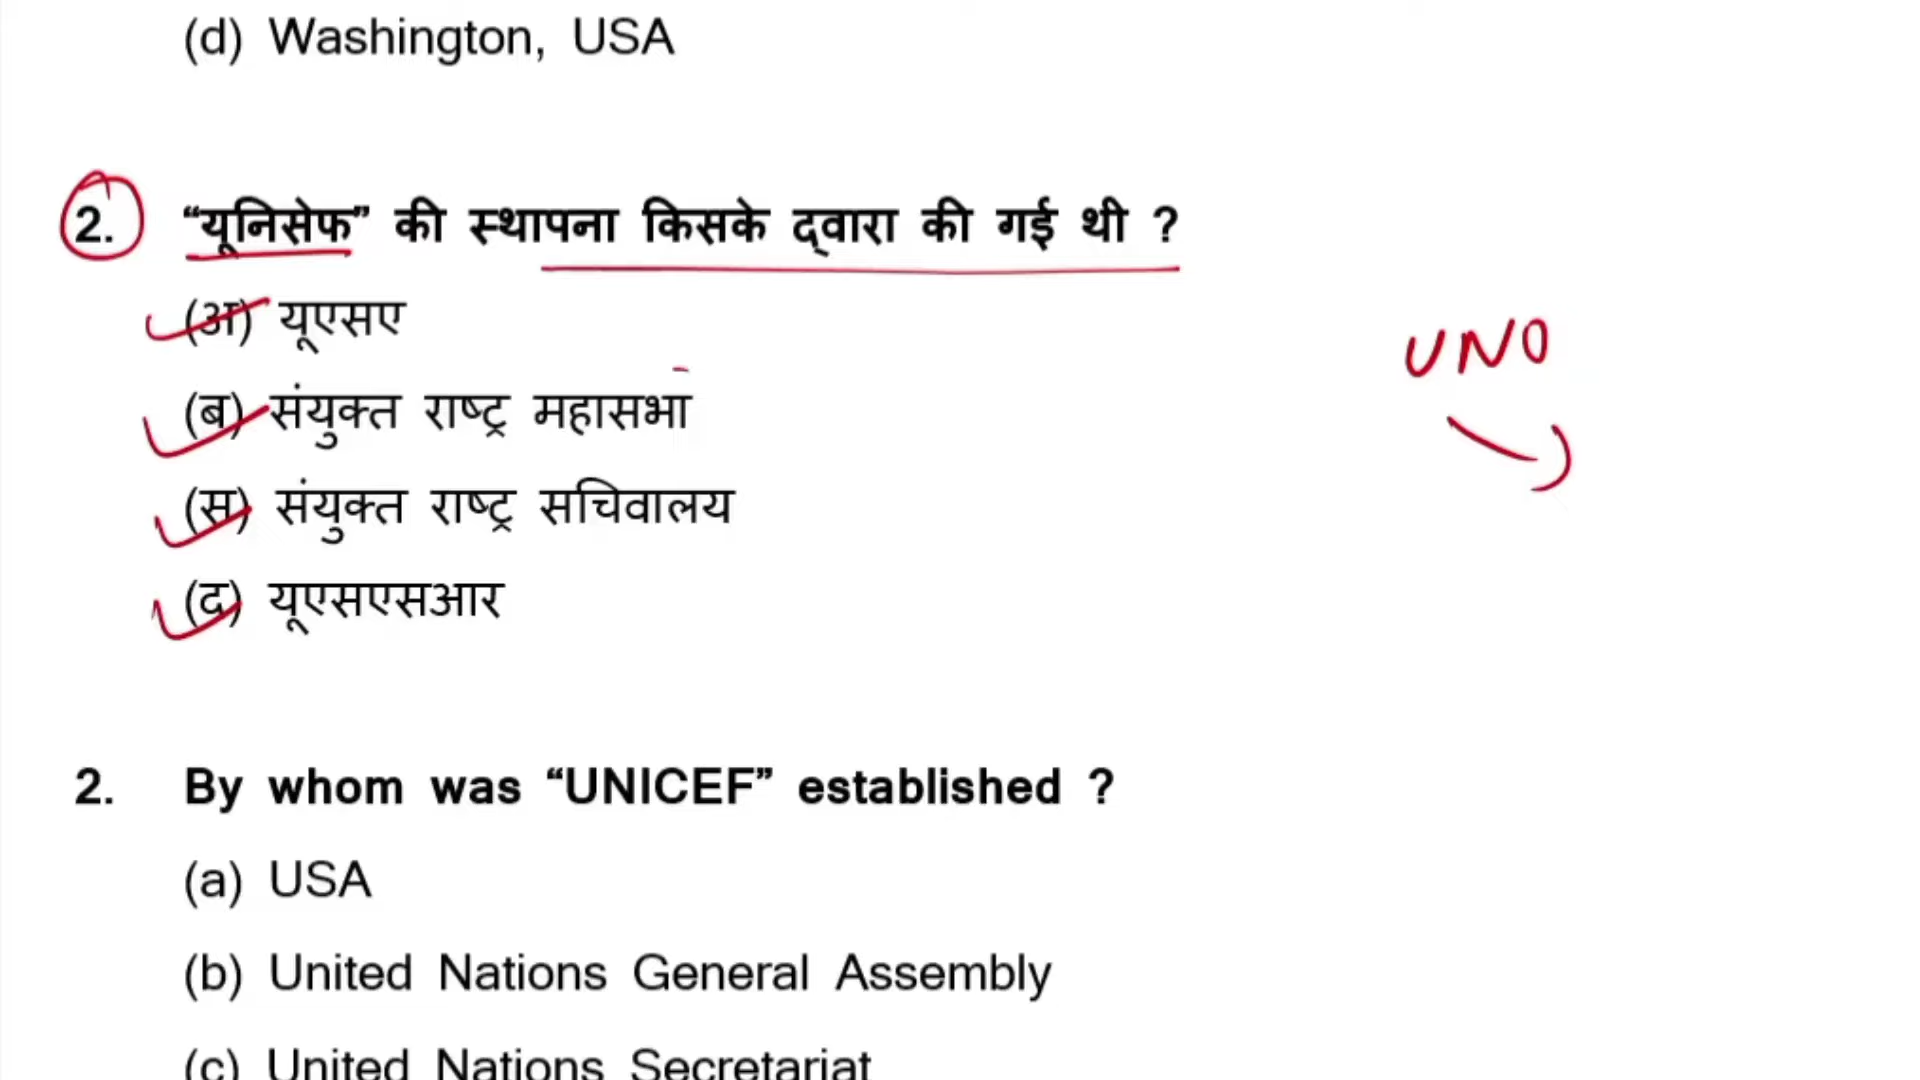 (d) Washington, USA
2. “यूनिसेफ” की स्थापना किसके द्वारा की गई थी ?
(अ) यूएसए
(ब) संयुक्त राष्ट्र महासभा
(स) संयुक्त राष्ट्र सचिवालय
(द) यूएसएसआर
UNO
2. By whom was “UNICEF” established ?
(a) USA
(b) United Nations General Assembly
(c) United Nations Secretariat